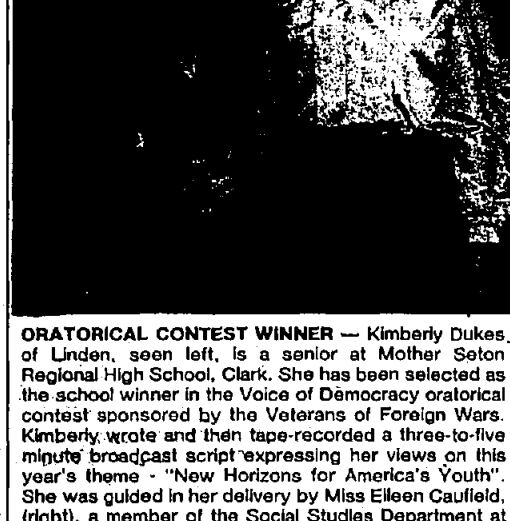 ORATORICAL CONTEST WINNER — Kimberly Dukes
of Linden, seen left, is a senior at Mother Seton
Regional High School, Clark. She has been selected as
the school winner in the Voice of Democracy oratorical
contest sponsored by the Veterans of Foreign Wars.
Kimberly wrote and then tape-recorded a three-to-five
minute broadcast script expressing her views on this
year's theme - "New Horizons for America's Youth".
She was guided in her delivery by Miss Eileen Caufield,
(right), a member of the Social Studies Department at